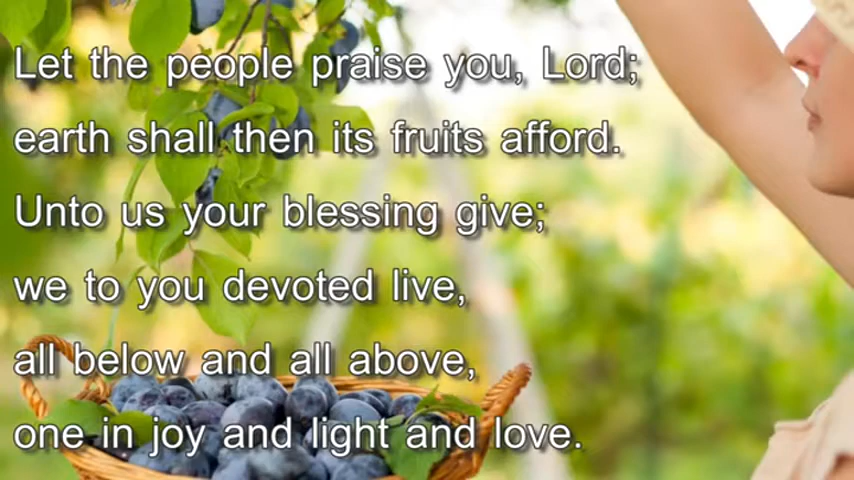 Let the people praise you, Lord;
earth shall then its fruits afford.
Unto us your blessing give;
we to you devoted live,
all below and all above,
one in joy and light and love.